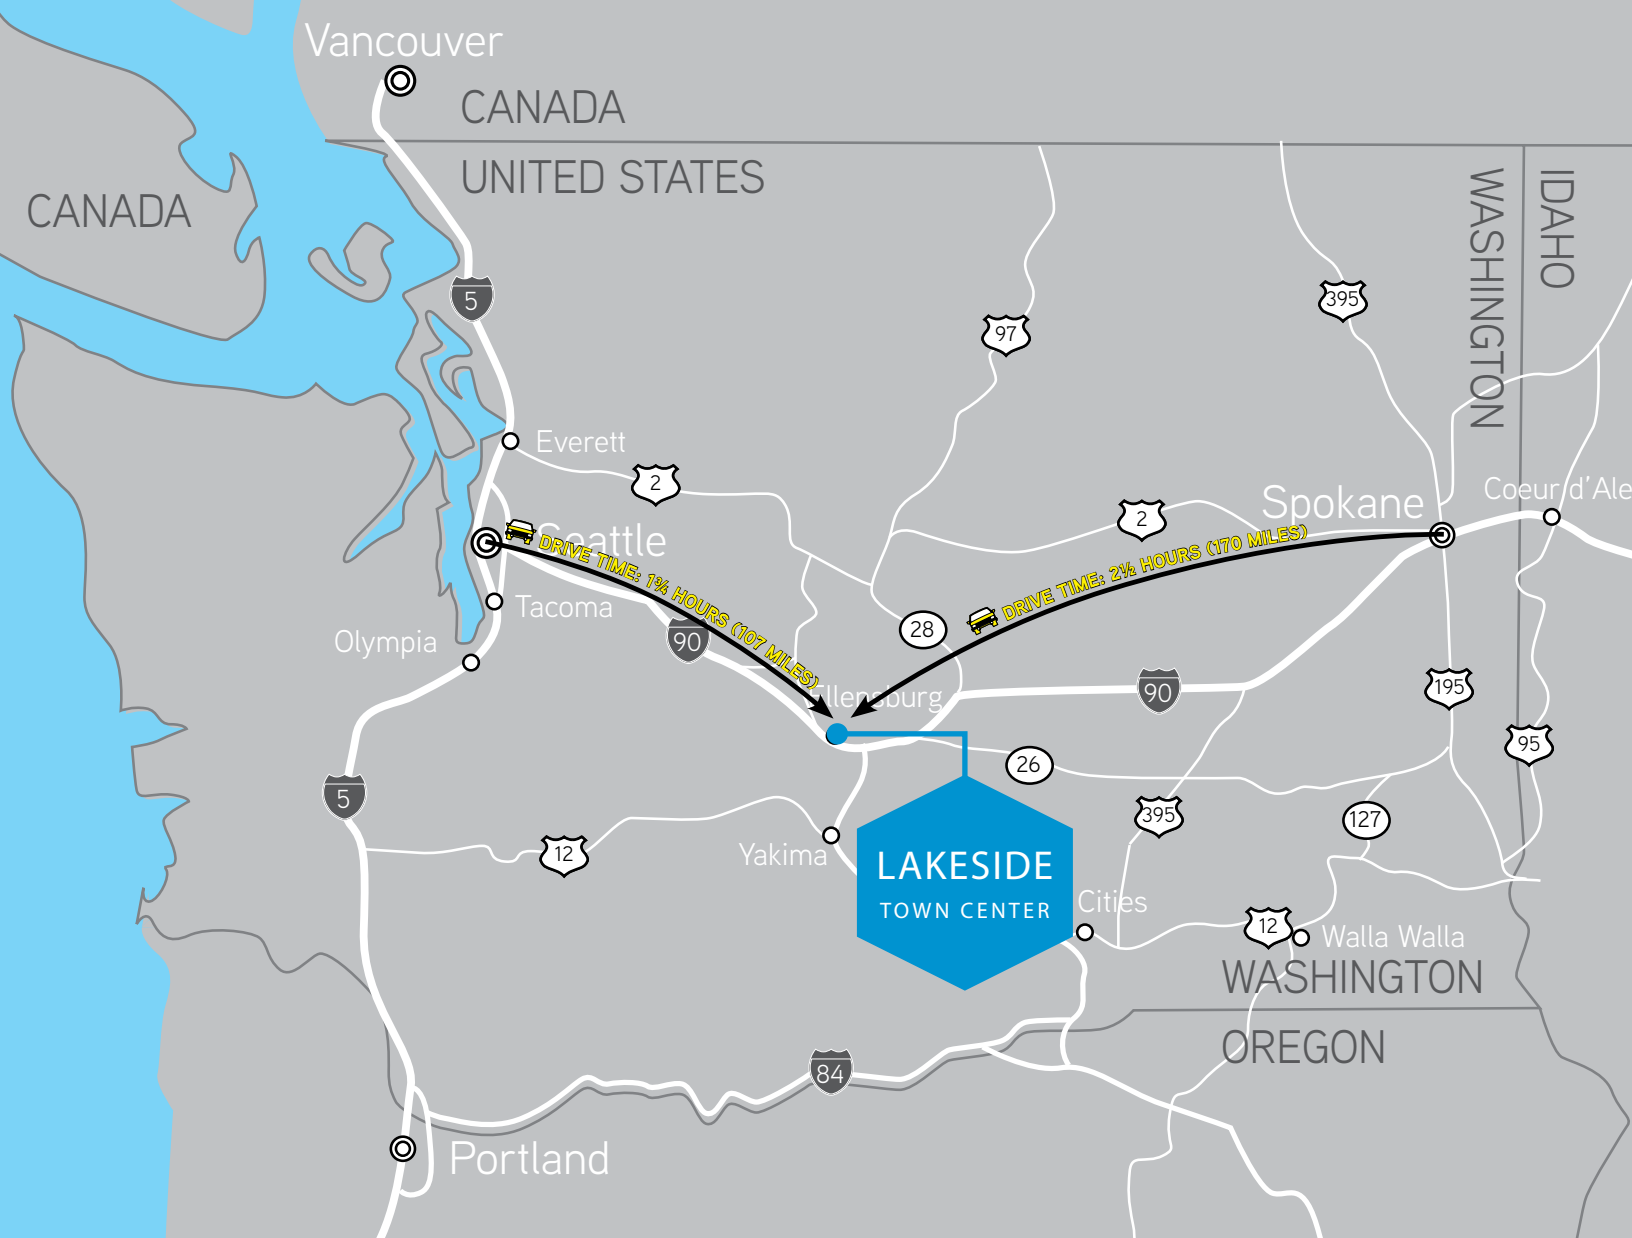 Vancouver
CANADA
UNITED STATES
CANADA
WASHINGTON
IDAHO
5
97
395
Everett
2
2
Spokane
Coeur d'Ale
Seattle
DRIVE TIME: 1¾ HOURS (107 MILES)
DRIVE TIME: 2½ HOURS (170 MILES)
Tacoma
Olympia
90
28
Ellensburg
90
195
95
26
5
395
127
12
Yakima
LAKESIDE
TOWN CENTER
Cities
12
Walla Walla
WASHINGTON
OREGON
84
Portland